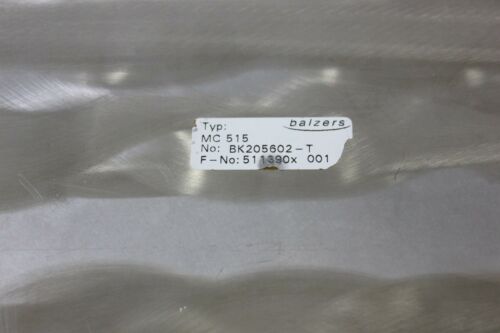 Typ: balzers
MC 515
No: BK205602-T
F-No: 511390x 001